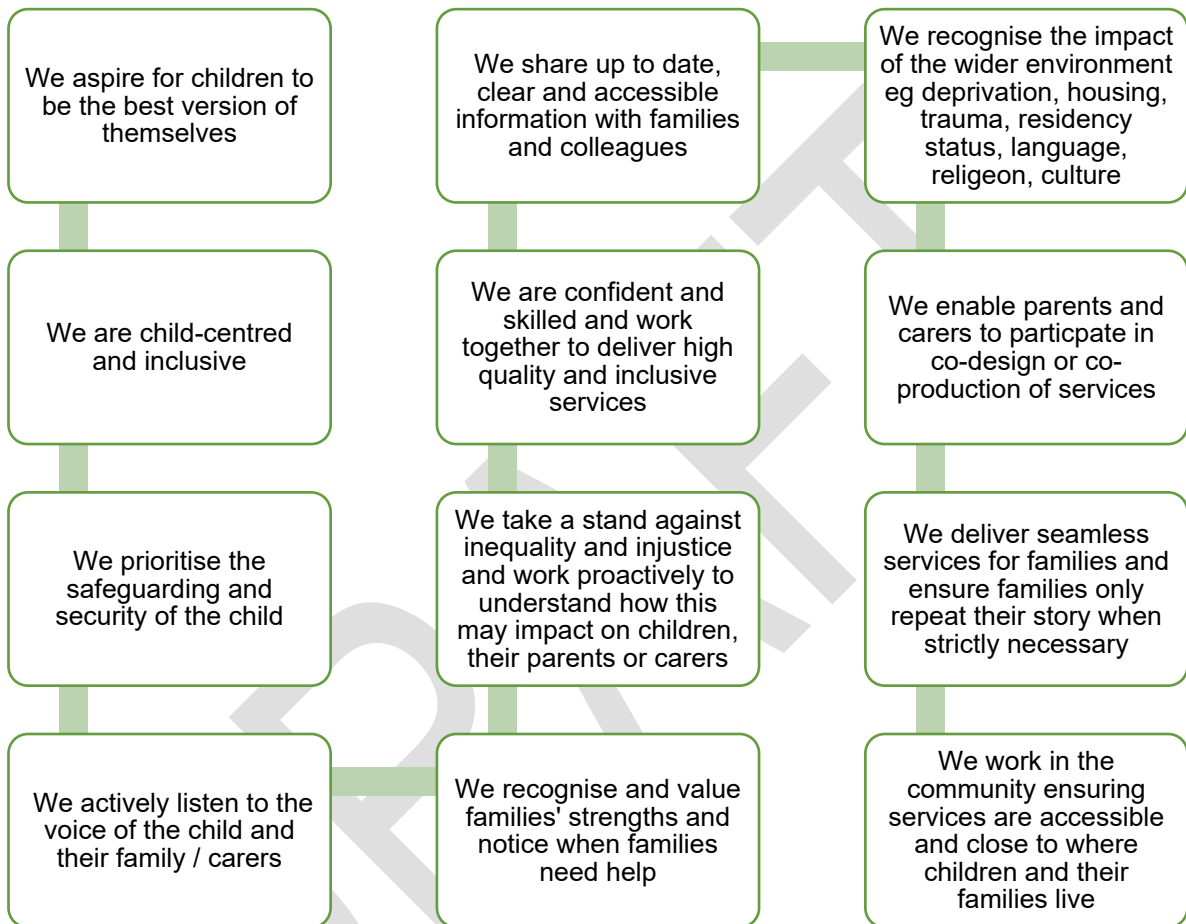 We aspire for children to
be the best version of
themselves
We are child-centred
and inclusive
We prioritise the
safeguarding and
security of the child
We actively listen to the
voice of the child and
their family / carers
We recognise and value
families' strengths and
notice when families
need help
We take a stand against
inequality and injustice
and work proactively to
understand how this
may impact on children,
their parents or carers
We are confident and
skilled and work
together to deliver high
quality and inclusive
services
We share up to date,
clear and accessible
information with families
and colleagues
We recognise the impact
of the wider environment
eg deprivation, housing,
trauma, residency
status, language,
religeon, culture
We enable parents and
carers to particpate in
co-design or co-
production of services
We deliver seamless
services for families and
ensure families only
repeat their story when
strictly necessary
We work in the
community ensuring
services are accessible
and close to where
children and their
families live
DRAFT